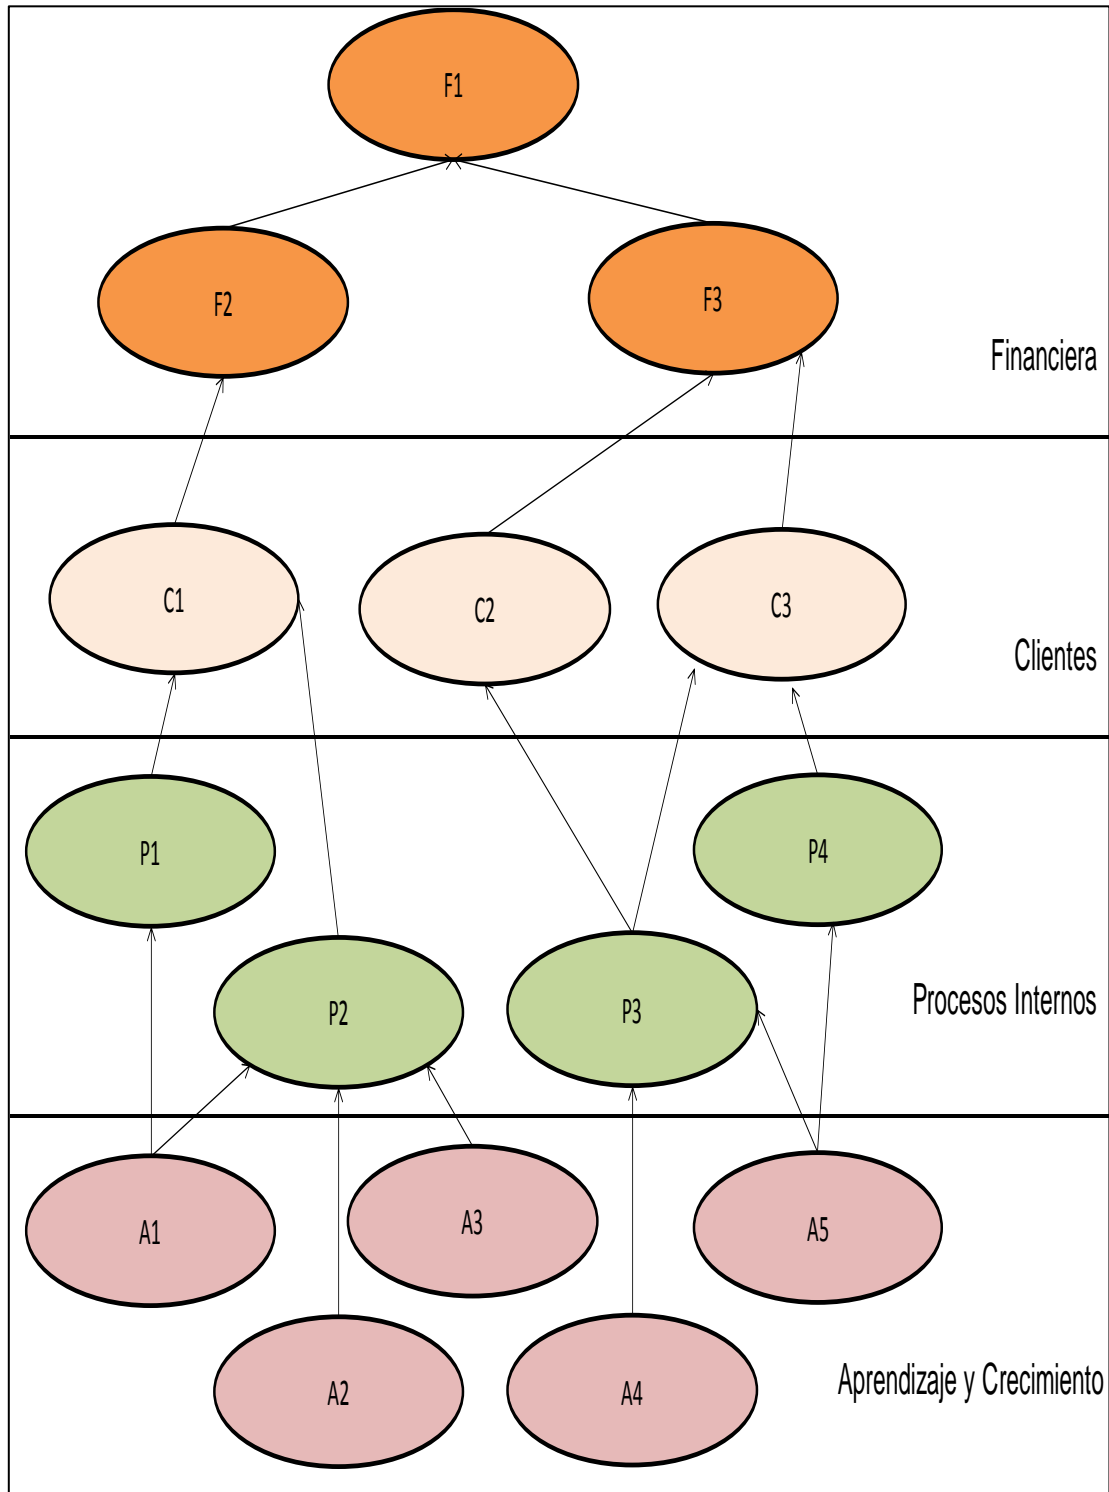 F1
F2
F3
Financiera
C1
C2
C3
Clientes
P1
P4
P2
P3
Procesos Internos
A1
A3
A5
A2
A4
Aprendizaje y Crecimiento